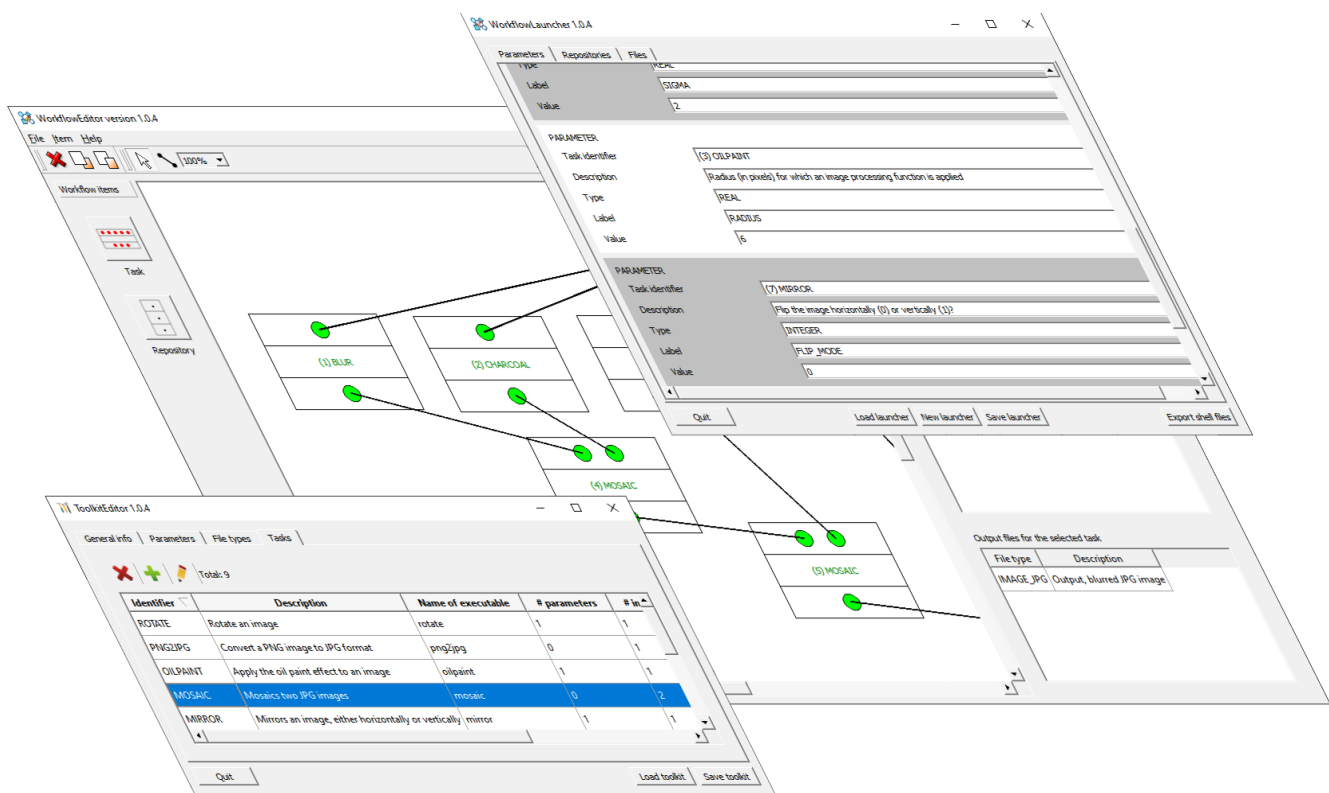 WorkflowLauncher 1.0.4
Parameters Repositories Files
Type REAL
Label SIGMA
Value 2
PARAMETER
Task identifier (3) OILPAINT
Description Radius (in pixels) for which an image processing function is applied
Type REAL
Label RADIUS
Value 6
PARAMETER
Task identifier (7) MIRROR
Description Flip the image horizontally (0) or vertically (1)?
Type INTEGER
Label FLIP_MODE
Value 0
Quit Load launcher New launcher Save launcher Export shell files
WorkflowEditor version 1.0.4
File Item Help
100%
Workflow items
Task
Repository
(1) BLUR
(2) CHARCOAL
(4) MOSAIC
(5) MOSAIC
Output files for the selected task
File type Description
IMAGE_JPG Output, blurred JPG image
ToolkitEditor 1.0.4
General info Parameters File types Tasks
Total: 9
Identifier Description Name of executable # parameters # in
ROTATE Rotate an image rotate 1 1
PNG2JPG Convert a PNG image to JPG format png2jpg 0 1
OILPAINT Apply the oil paint effect to an image oilpaint 1 1
MOSAIC Mosaics two JPG images mosaic 0 2
MIRROR Mirrors an image, either horizontally or vertically mirror 1 1
Quit Load toolkit Save toolkit